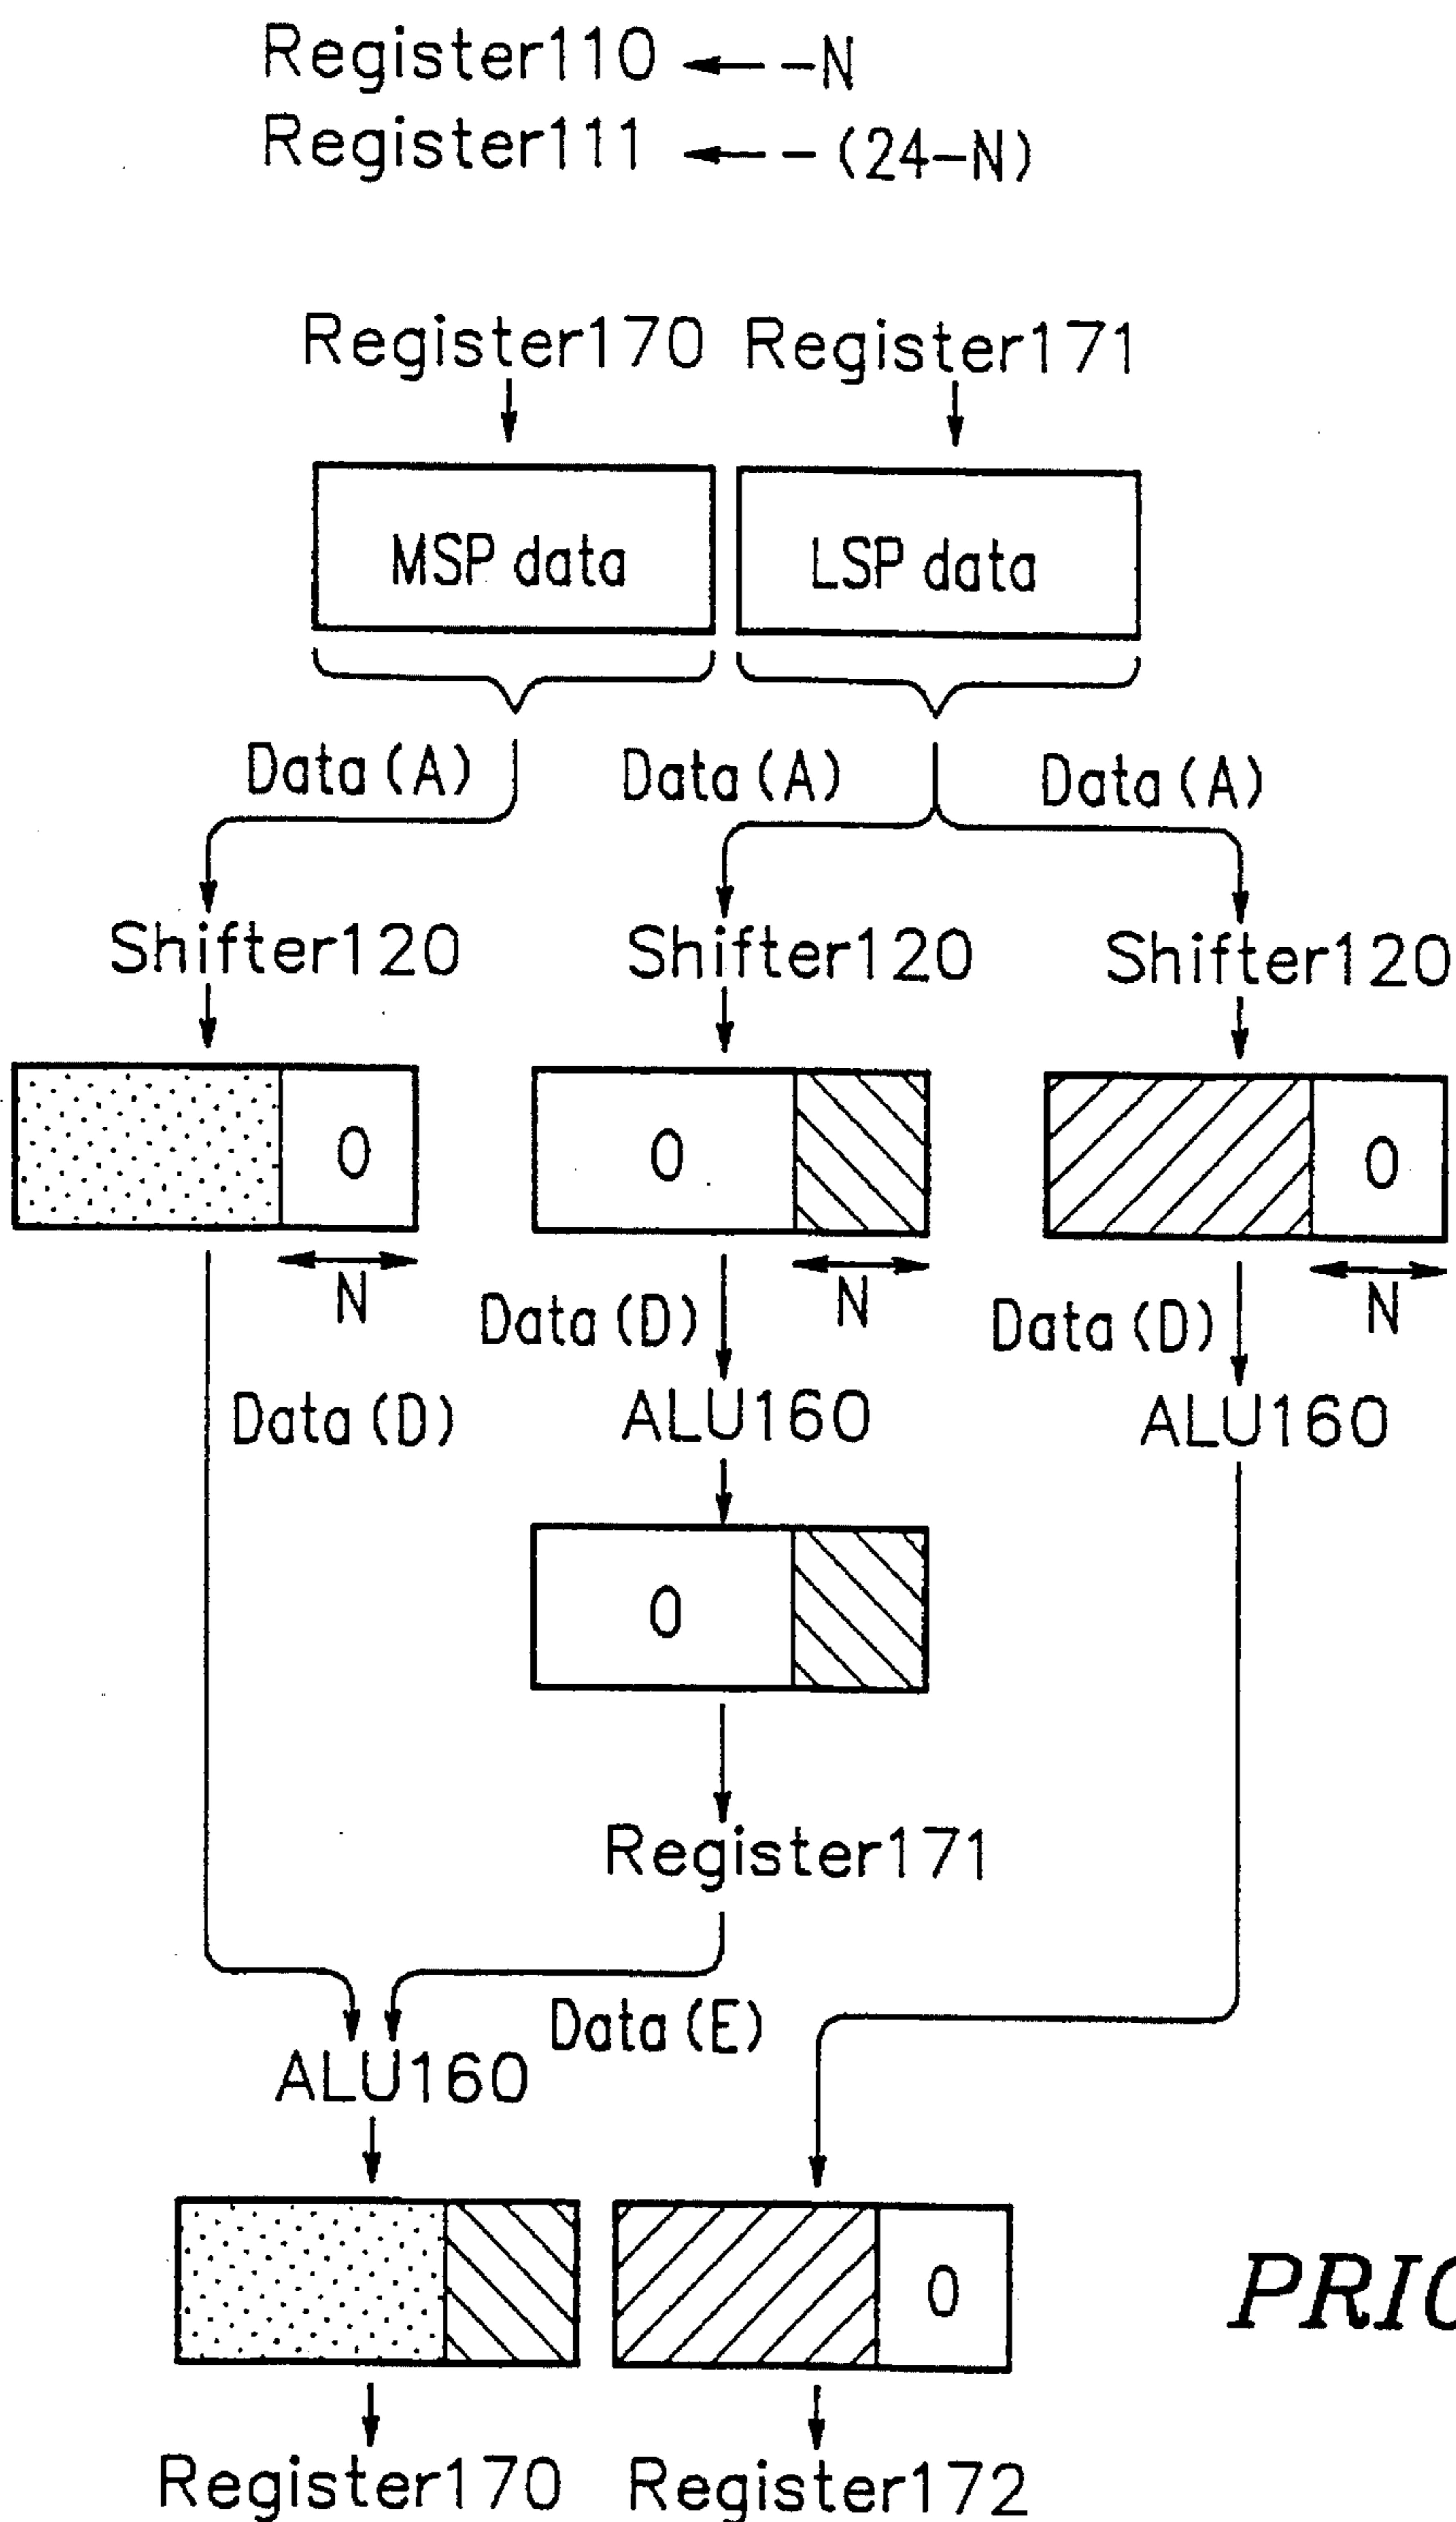 Register110 ←--N
Register111 ←--(24-N)
Register170 Register171
MSP data LSP data
Data(A) Data(A) Data(A)
Shifter120 Shifter120 Shifter120
0 0 0
N N N
Data(D) Data(D) Data(D)
ALU160 ALU160
0
Register171
Data(E)
ALU160
0
Register170 Register172